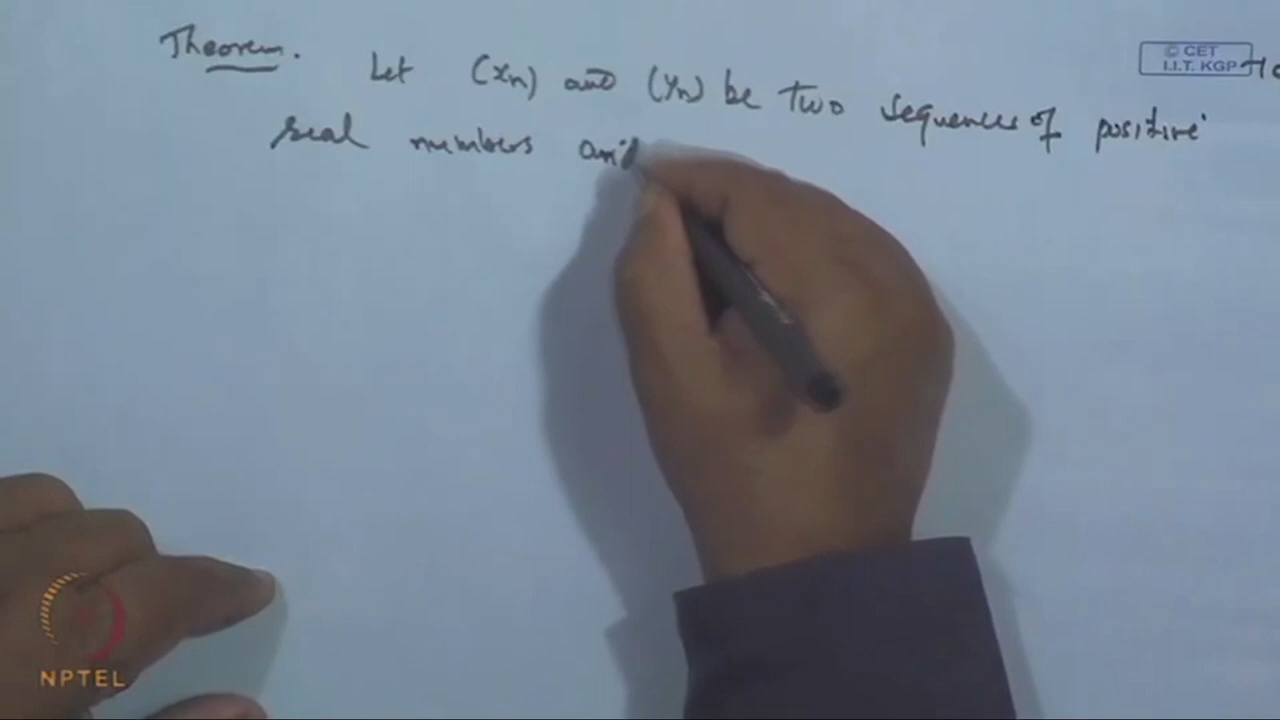 Theorem. Let (xn) and (yn) be two sequences of positive
real numbers and
© CET
I.I.T. KGP
NPTEL